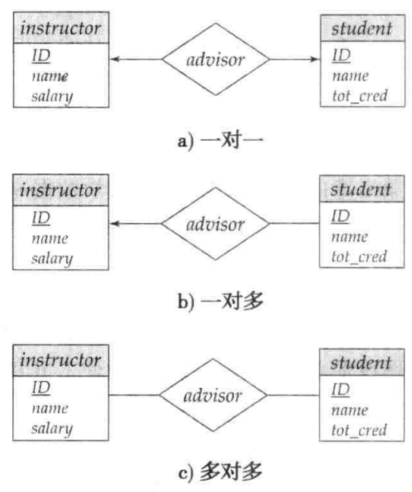 instructor
ID
name
salary
advisor
student
ID
name
tot_cred
a) 一对一
instructor
ID
name
salary
advisor
student
ID
name
tot_cred
b) 一对多
instructor
ID
name
salary
advisor
student
ID
name
tot_cred
c) 多对多